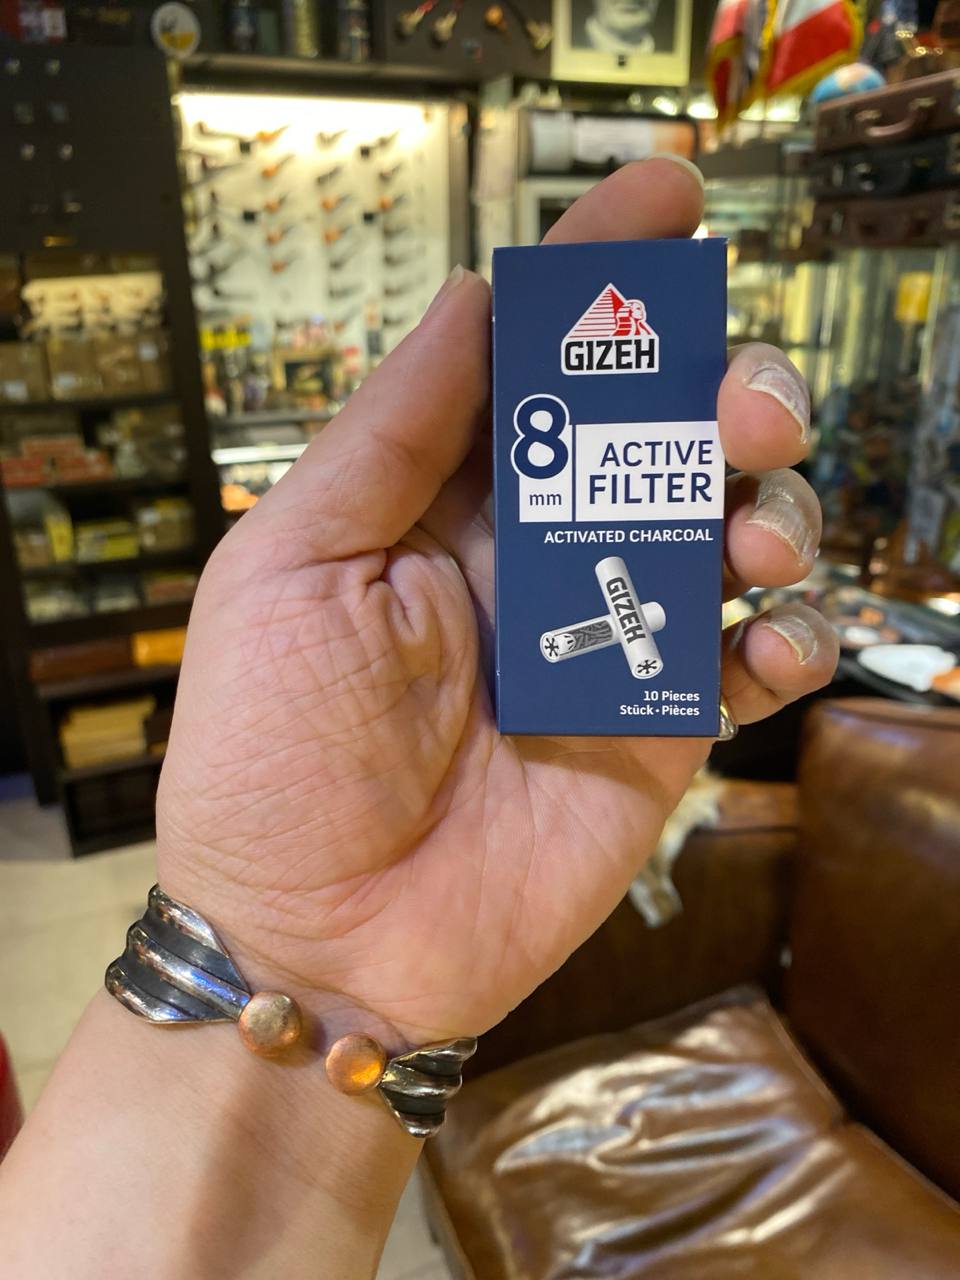 GIZEH
8
mm
ACTIVE
FILTER
ACTIVATED CHARCOAL
GIZEH
10 Pieces
Stück • Pièces